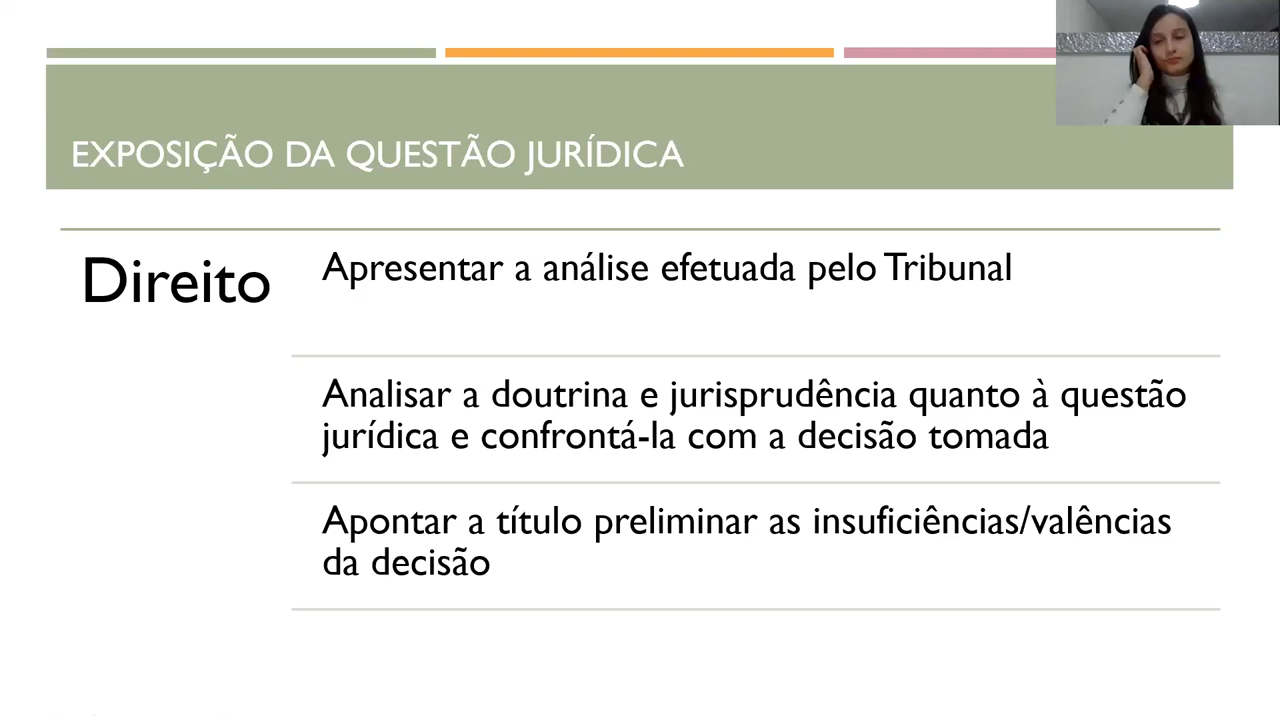 EXPOSIÇÃO DA QUESTÃO JURÍDICA
Direito
Apresentar a análise efetuada pelo Tribunal
Analisar a doutrina e jurisprudência quanto à questão
jurídica e confrontá-la com a decisão tomada
Apontar a título preliminar as insuficiências/valências
da decisão